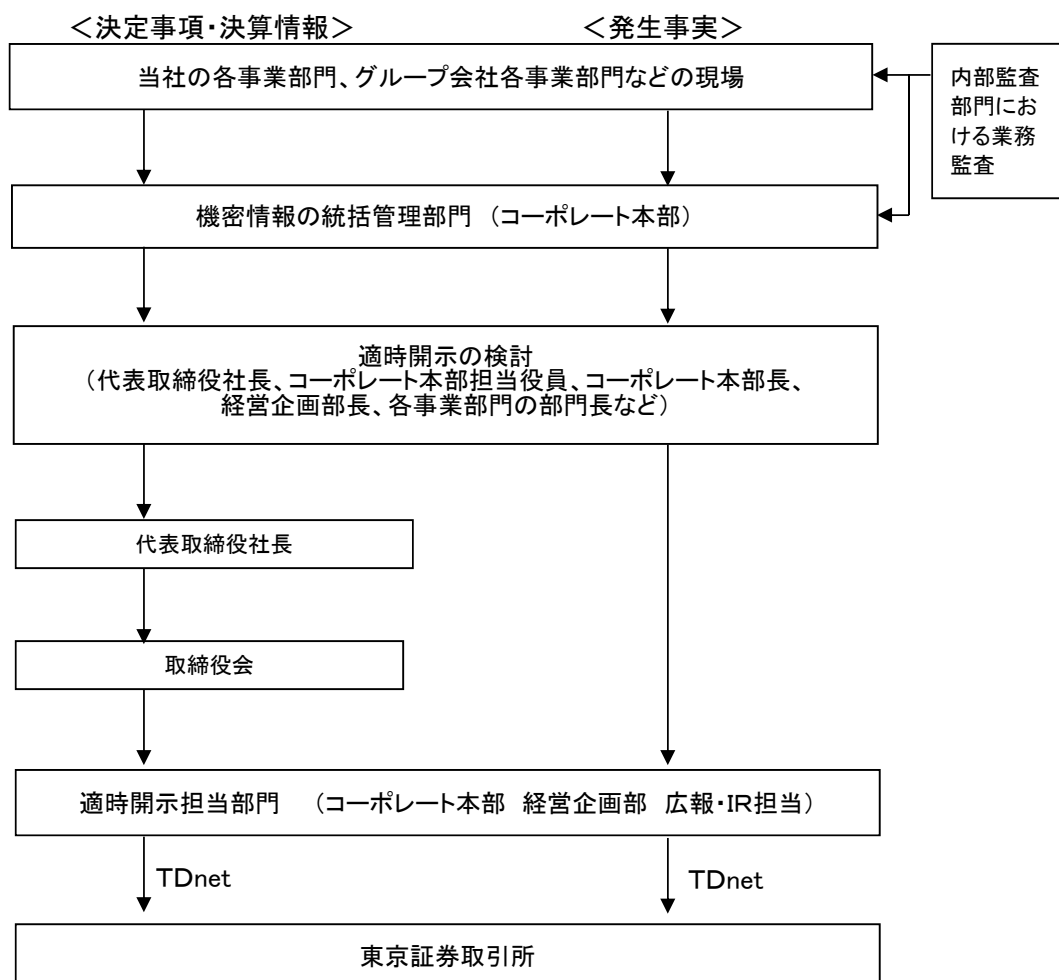 ＜決定事項・決算情報＞
＜発生事実＞
当社の各事業部門、グループ会社各事業部門などの現場
内部監査
部門にお
ける業務
監査
機密情報の統括管理部門 （コーポレート本部）
適時開示の検討
（代表取締役社長、コーポレート本部担当役員、コーポレート本部長、
経営企画部長、各事業部門の部門長など）
代表取締役社長
取締役会
適時開示担当部門 （コーポレート本部 経営企画部 広報・IR担当）
TDnet
TDnet
東京証券取引所